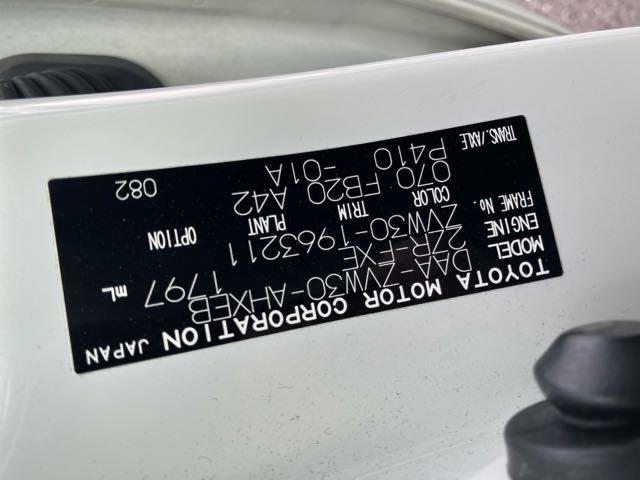 TOYOTA MOTOR CORPORATION JAPAN
MODEL DAA-ZVW30-AHXEB
ENGINE 2ZR-FXE 1797 mL
FRAME No. ZVW30-1963211
COLOR TRIM PLANT OPTION
070 FB20 A42
TRANS./AXLE P410 -01A 082